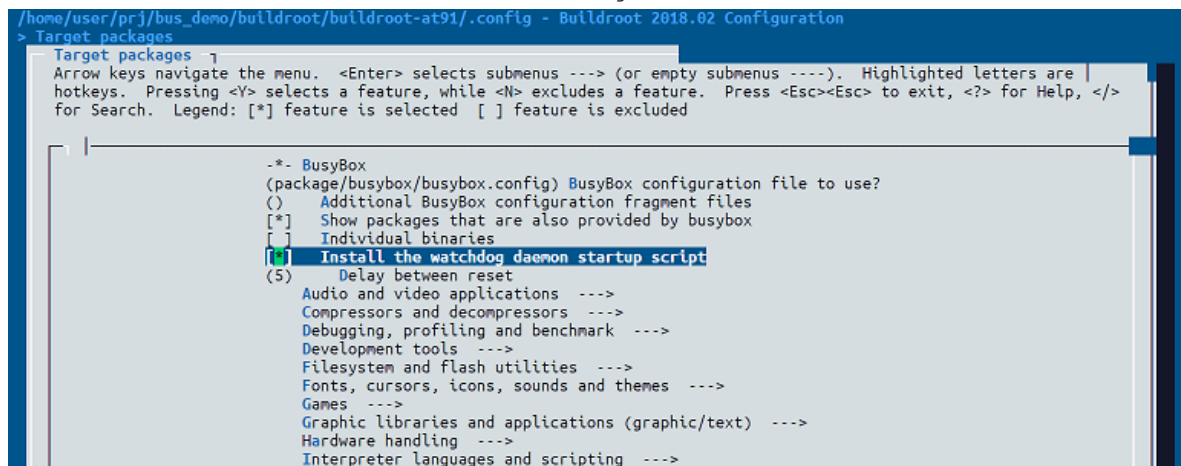 /home/user/prj/bus_demo/buildroot/buildroot-at91/.config - Buildroot 2018.02 Configuration
> Target packages
Target packages
Arrow keys navigate the menu.  <Enter> selects submenus ---> (or empty submenus ----).  Highlighted letters are
hotkeys.  Pressing <Y> selects a feature, while <N> excludes a feature.  Press <Esc><Esc> to exit, <?> for Help, </>
for Search.  Legend: [*] feature is selected  [ ] feature is excluded
-*- BusyBox
(package/busybox/busybox.config) BusyBox configuration file to use?
()    Additional BusyBox configuration fragment files
[*]   Show packages that are also provided by busybox
[ ]   Individual binaries
[*]   Install the watchdog daemon startup script
(5)     Delay between reset
Audio and video applications  --->
Compressors and decompressors  --->
Debugging, profiling and benchmark  --->
Development tools  --->
Filesystem and flash utilities  --->
Fonts, cursors, icons, sounds and themes  --->
Games  --->
Graphic libraries and applications (graphic/text)  --->
Hardware handling  --->
Interpreter languages and scripting  --->